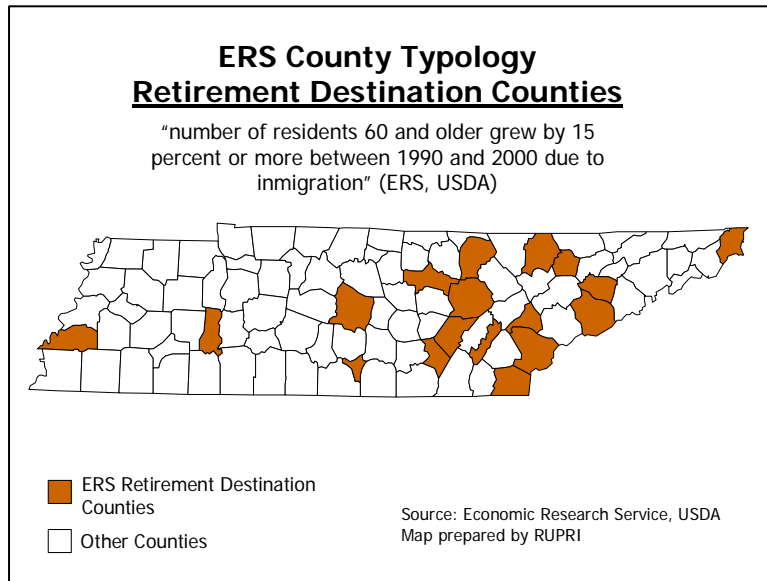 ERS County Typology
Retirement Destination Counties
"number of residents 60 and older grew by 15
percent or more between 1990 and 2000 due to
inmigration" (ERS, USDA)
ERS Retirement Destination
Counties
Other Counties
Source: Economic Research Service, USDA
Map prepared by RUPRI